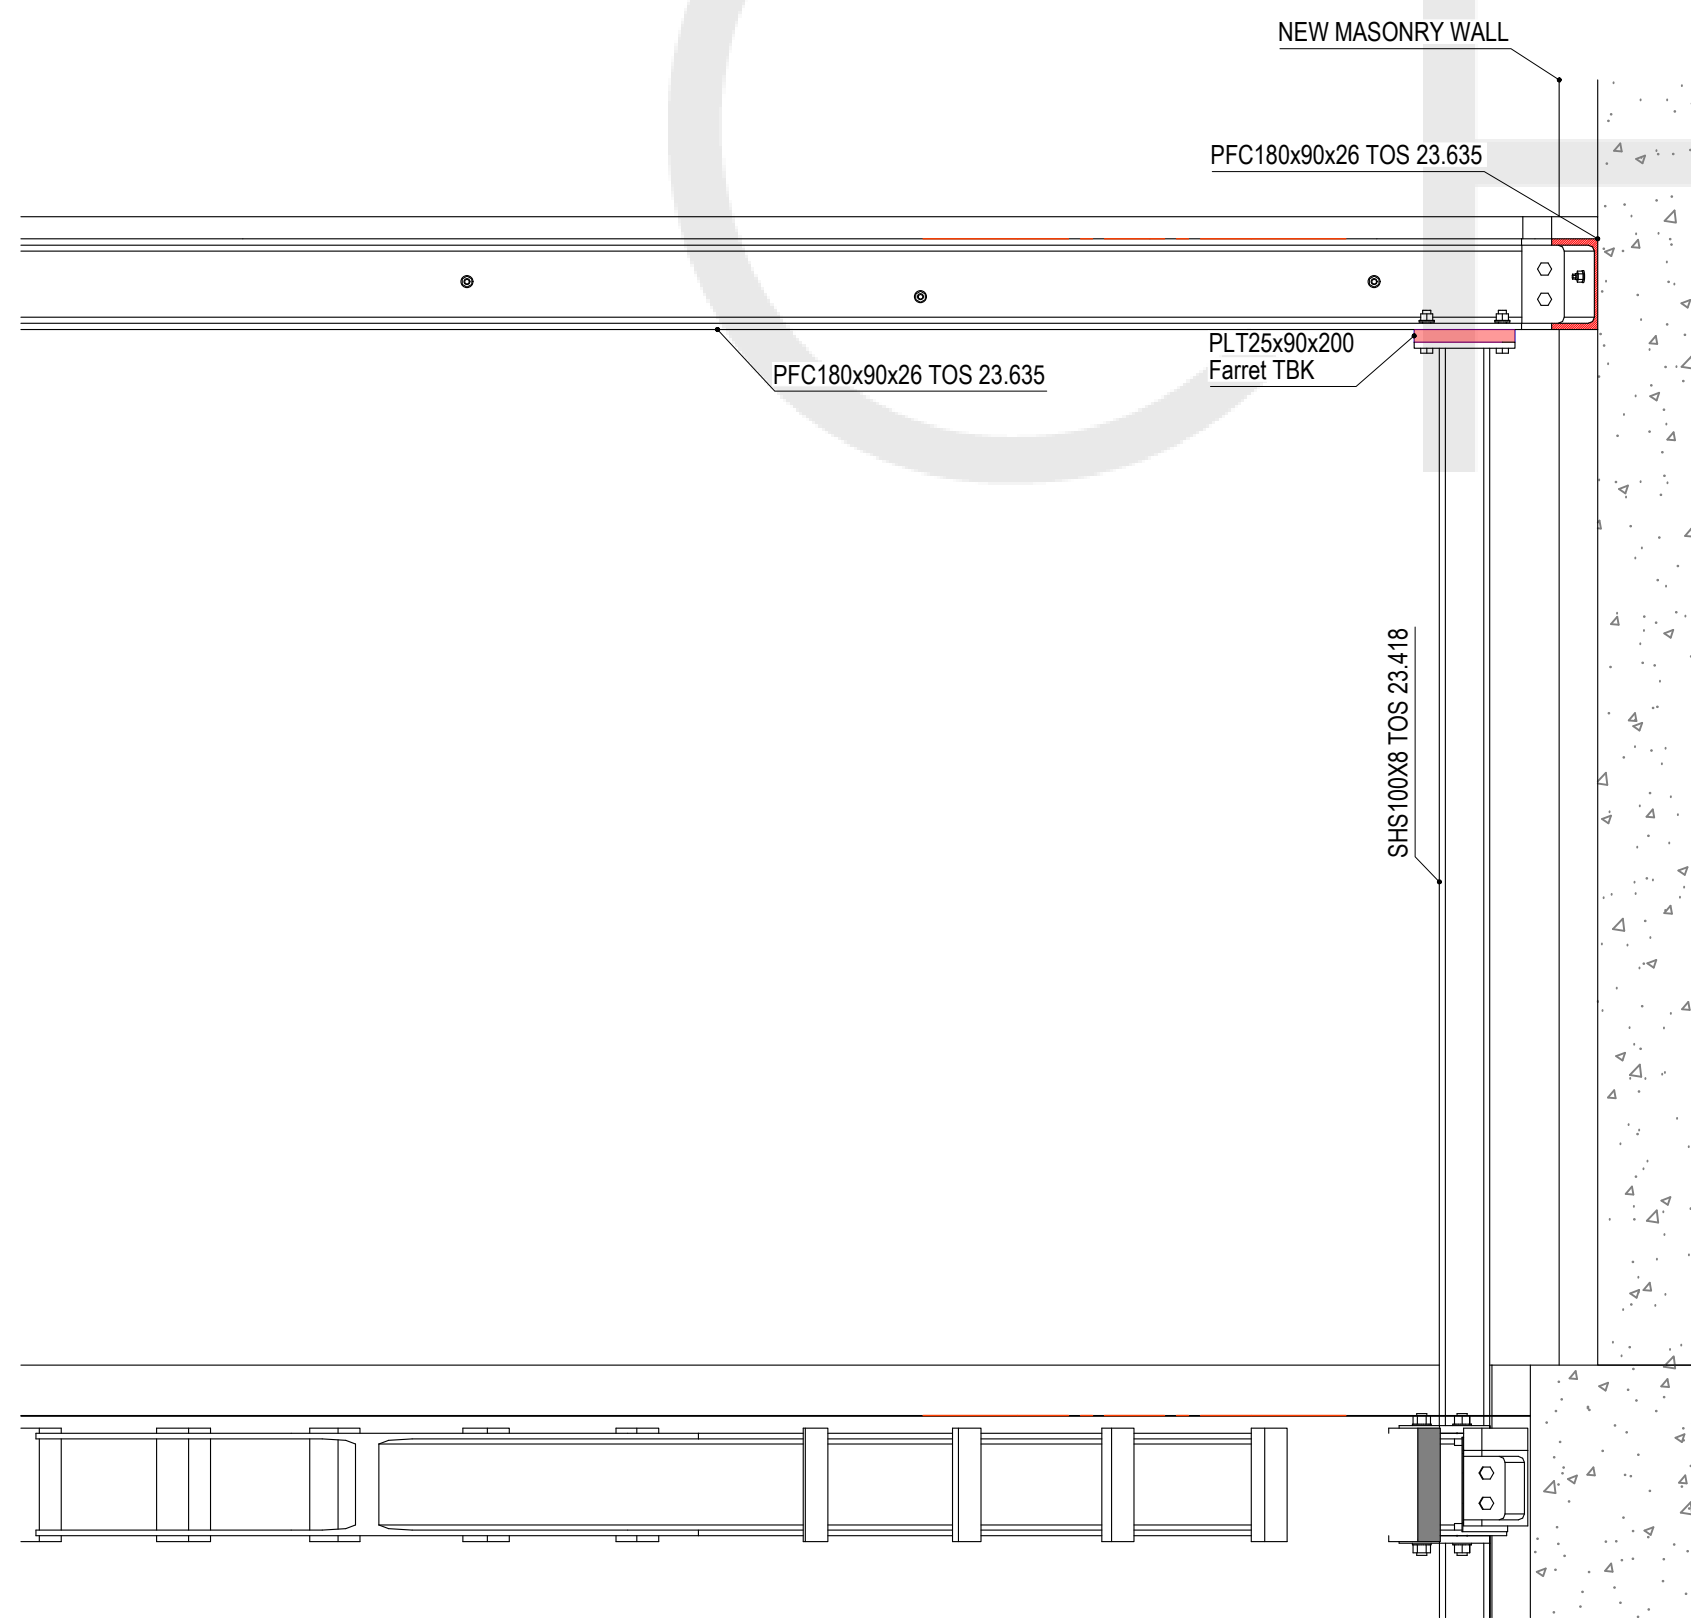 NEW MASONRY WALL
PFC180x90x26 TOS 23.635
PLT25x90x200
Farret TBK
PFC180x90x26 TOS 23.635
SHS100X8 TOS 23.418